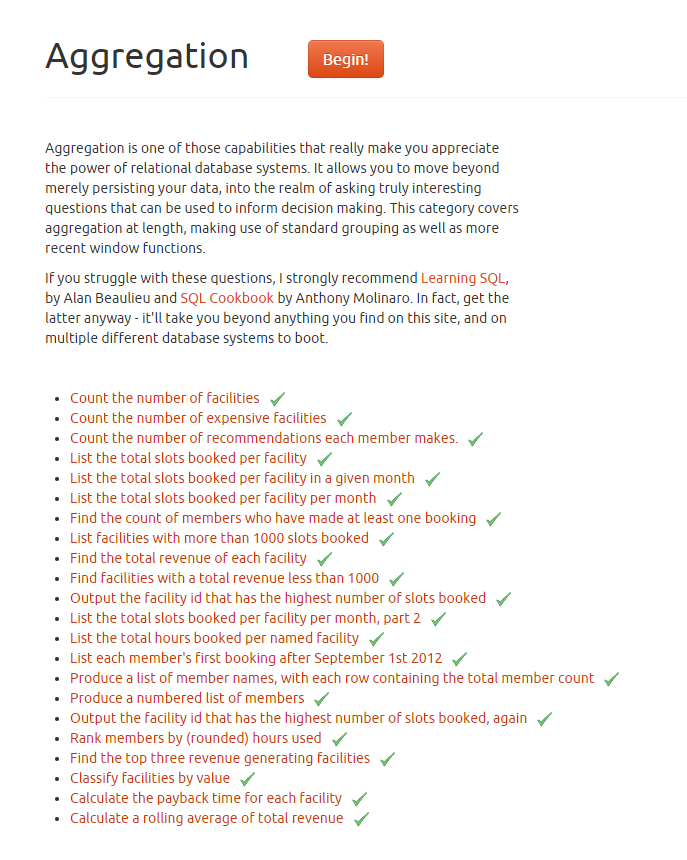 Aggregation
Begin!
Aggregation is one of those capabilities that really make you appreciate
the power of relational database systems. It allows you to move beyond
merely persisting your data, into the realm of asking truly interesting
questions that can be used to inform decision making. This category covers
aggregation at length, making use of standard grouping as well as more
recent window functions.
If you struggle with these questions, I strongly recommend Learning SQL,
by Alan Beaulieu and SQL Cookbook by Anthony Molinaro. In fact, get the
latter anyway - it'll take you beyond anything you find on this site, and on
multiple different database systems to boot.
Count the number of facilities
Count the number of expensive facilities
Count the number of recommendations each member makes.
List the total slots booked per facility
List the total slots booked per facility in a given month
List the total slots booked per facility per month
Find the count of members who have made at least one booking
List facilities with more than 1000 slots booked
Find the total revenue of each facility
Find facilities with a total revenue less than 1000
Output the facility id that has the highest number of slots booked
List the total slots booked per facility per month, part 2
List the total hours booked per named facility
List each member's first booking after September 1st 2012
Produce a list of member names, with each row containing the total member count
Produce a numbered list of members
Output the facility id that has the highest number of slots booked, again
Rank members by (rounded) hours used
Find the top three revenue generating facilities
Classify facilities by value
Calculate the payback time for each facility
Calculate a rolling average of total revenue